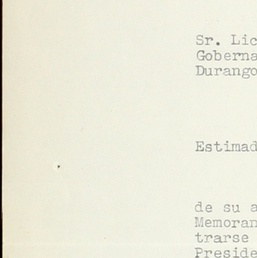 Sr. Lic
Goberna
Durango
Estimad
de su a
Memoran
trarse
Preside